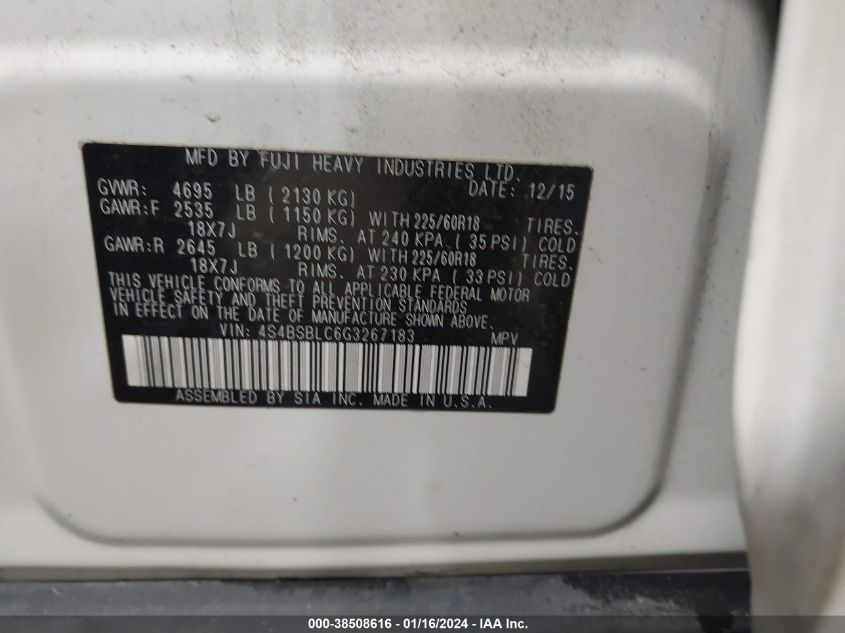 MFD BY FUJI HEAVY INDUSTRIES LTD.
DATE: 12/15
GVWR: 4695 LB ( 2130 KG)
GAWR:F 2535 LB ( 1150 KG) WITH 225/60R18 TIRES.
18X7J RIMS. AT 240 KPA ( 35 PSI) COLD
GAWR:R 2645 LB ( 1200 KG) WITH 225/60R18 TIRES.
18X7J RIMS. AT 230 KPA ( 33 PSI) COLD
THIS VEHICLE CONFORMS TO ALL APPLICABLE FEDERAL MOTOR
VEHICLE SAFETY AND THEFT PREVENTION STANDARDS
IN EFFECT ON THE DATE OF MANUFACTURE SHOWN ABOVE.
VIN: 4S4BSBLC6G3267183 MPV
ASSEMBLED BY SIA INC. MADE IN U.S.A.
000-38508616 - 01/16/2024 - IAA Inc.